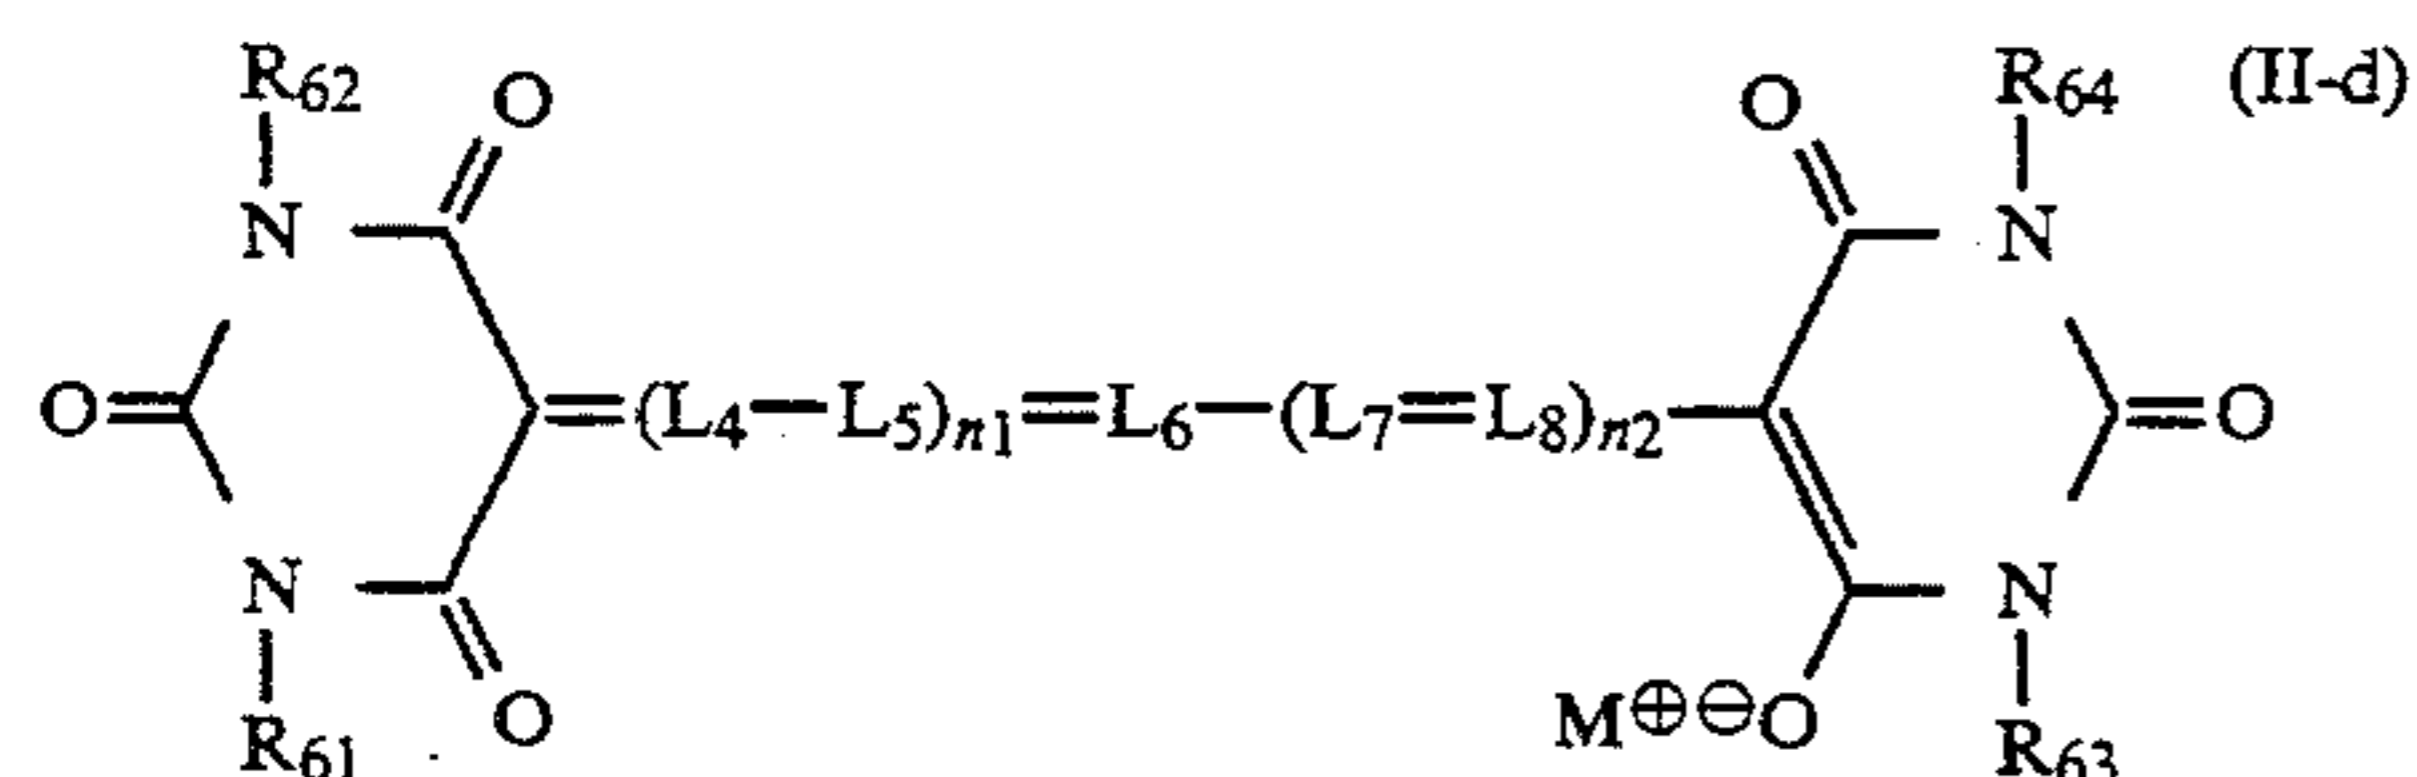 R62 O O R64 (II-d)
N N
O=(L4—L5)n1=L6—(L7=L8)n2—O
N N
R61 O M⊕⊖O R63